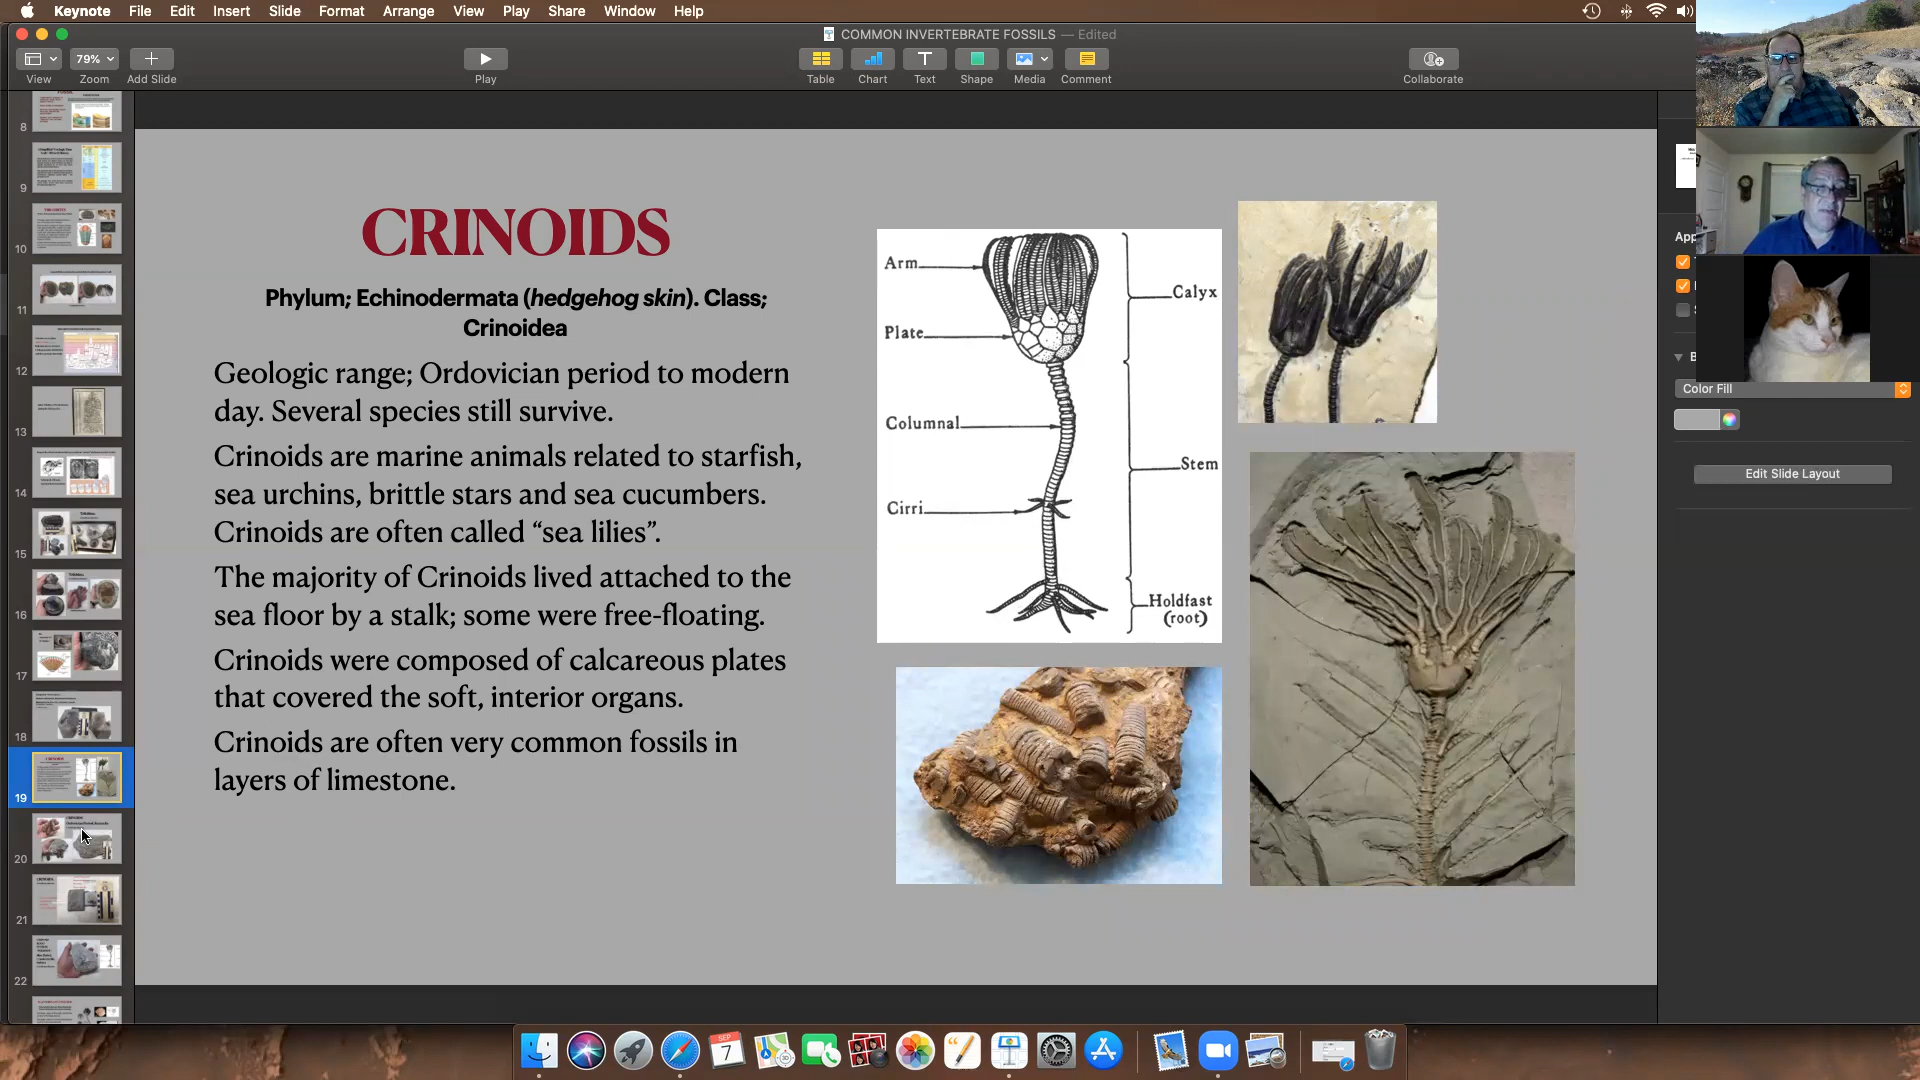 Keynote File Edit Insert Slide Format Arrange View Play Share Window Help
COMMON INVERTEBRATE FOSSILS — Edited
79%
View Zoom Add Slide Play Table Chart Text Shape Media Comment Collaborate
8
9
10
11
12
13
14
15
16
17
18
19
20
21
22
CRINOIDS
Phylum; Echinodermata (hedgehog skin). Class;
Crinoidea
Geologic range; Ordovician period to modern
day. Several species still survive.
Crinoids are marine animals related to starfish,
sea urchins, brittle stars and sea cucumbers.
Crinoids are often called “sea lilies”.
The majority of Crinoids lived attached to the
sea floor by a stalk; some were free-floating.
Crinoids were composed of calcareous plates
that covered the soft, interior organs.
Crinoids are often very common fossils in
layers of limestone.
Arm
Plate
Columnal
Cirri
Calyx
Stem
Holdfast
(root)
App
B
Color Fill
Edit Slide Layout
SEP
7